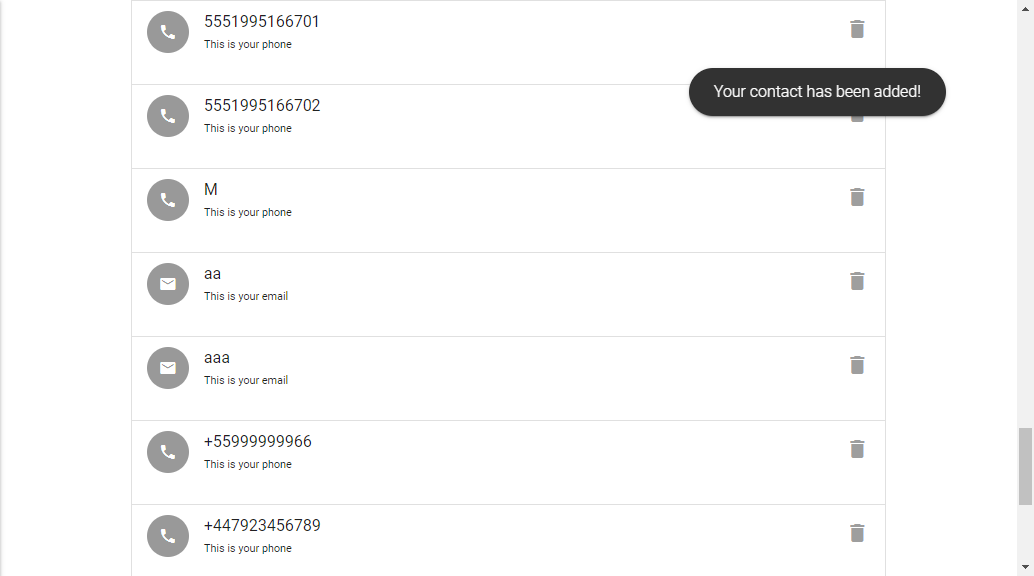 5551995166701
This is your phone
Your contact has been added!
5551995166702
This is your phone
M
This is your phone
aa
This is your email
aaa
This is your email
+55999999966
This is your phone
+447923456789
This is your phone